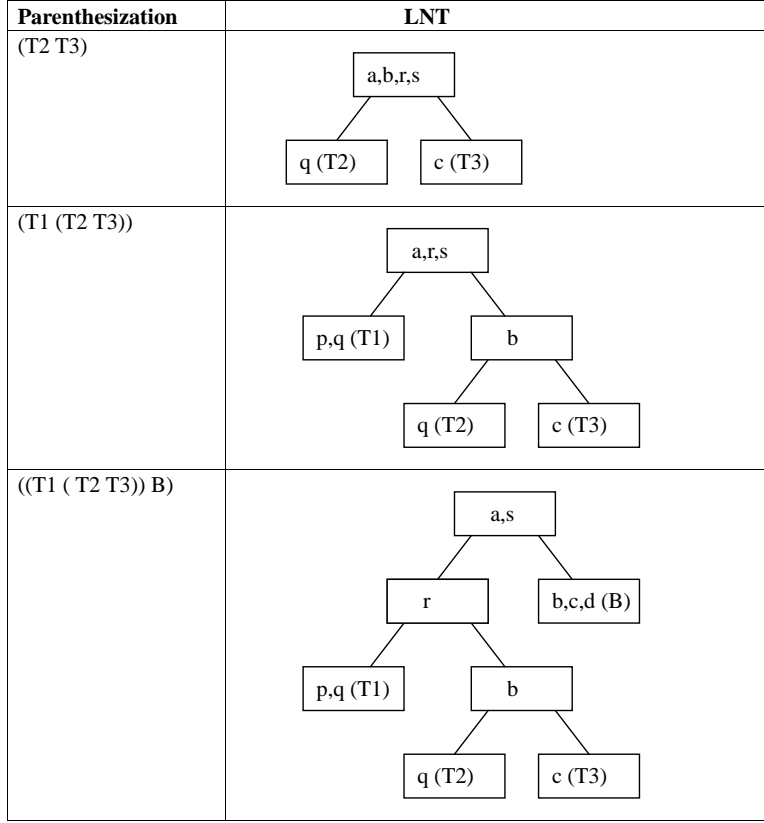 Parenthesization LNT
(T2 T3)
a,b,r,s
q (T2) c (T3)
(T1 (T2 T3))
a,r,s
p,q (T1) b
q (T2) c (T3)
((T1 ( T2 T3)) B)
a,s
r b,c,d (B)
p,q (T1) b
q (T2) c (T3)